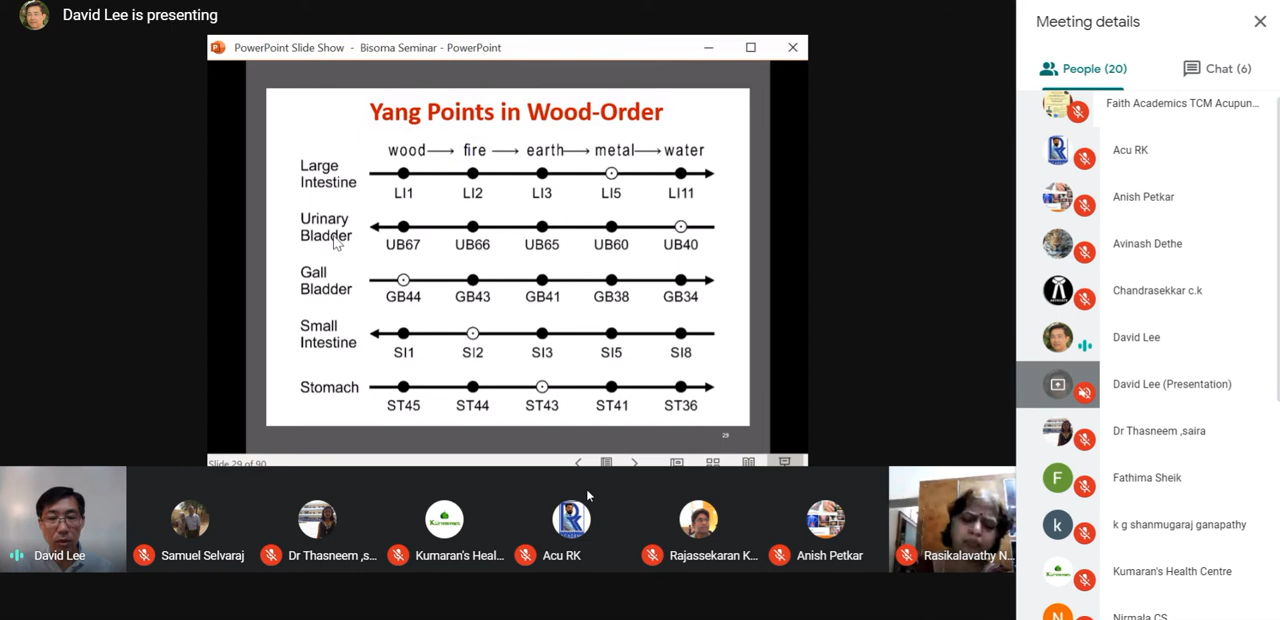 David Lee is presenting
Meeting details
People (20)
Chat (6)
PowerPoint Slide Show - Bisoma Seminar - PowerPoint
Yang Points in Wood-Order
wood fire earth metal water
Large Intestine
LI1 LI2 LI3 LI5 LI11
Urinary Bladder
UB67 UB66 UB65 UB60 UB40
Gall Bladder
GB44 GB43 GB41 GB38 GB34
Small Intestine
SI1 SI2 SI3 SI5 SI8
Stomach
ST45 ST44 ST43 ST41 ST36
29
Slide 29 of 90
Faith Academics TCM Acupun...
Acu RK
Anish Petkar
Avinash Dethe
Chandrasekkar c.k
David Lee
David Lee (Presentation)
Dr Thasneem ,saira
F
Fathima Sheik
k
k g shanmugaraj ganapathy
Kumaran's Health Centre
N
Nirmala CS
David Lee
Samuel Selvaraj
Dr Thasneem ,s...
Kumaran's Heal...
Acu RK
Rajassekaran K...
Anish Petkar
Rasikalavathy N...